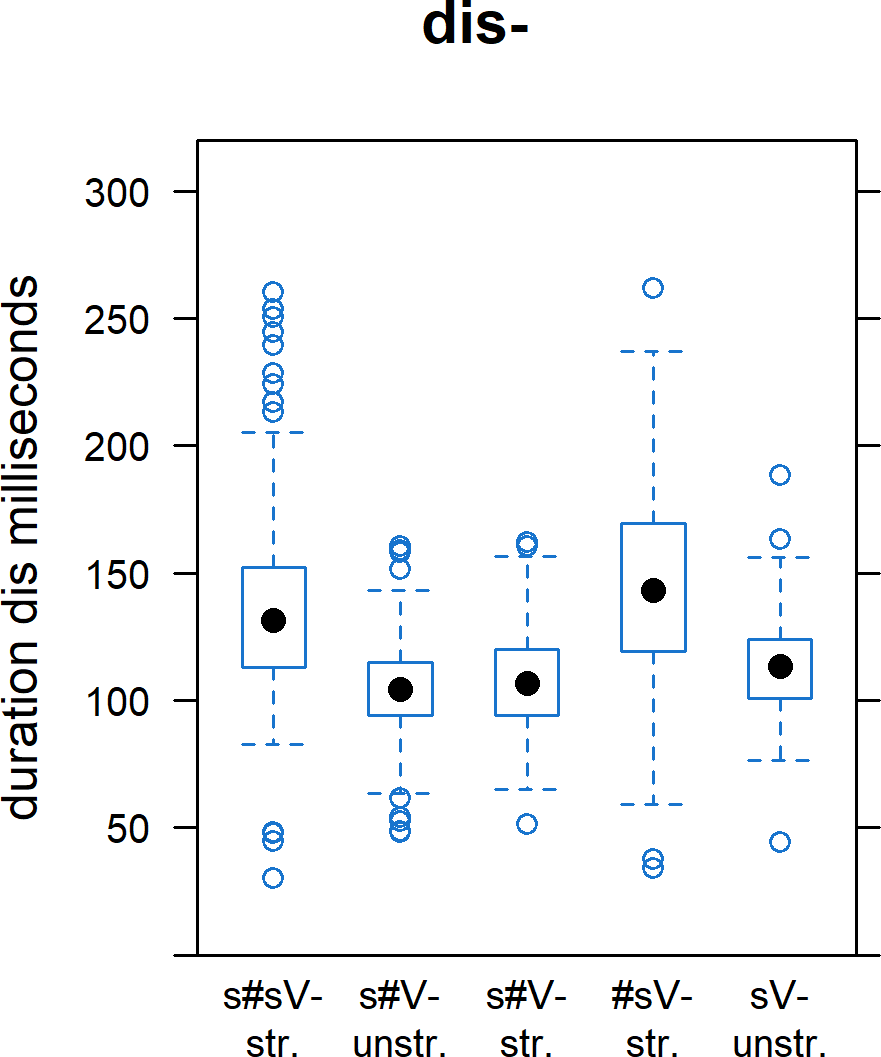 dis-
duration dis milliseconds
300
250
200
150
100
50
s#sV-
str.
s#V-
unstr.
s#V-
str.
#sV-
str.
sV-
unstr.